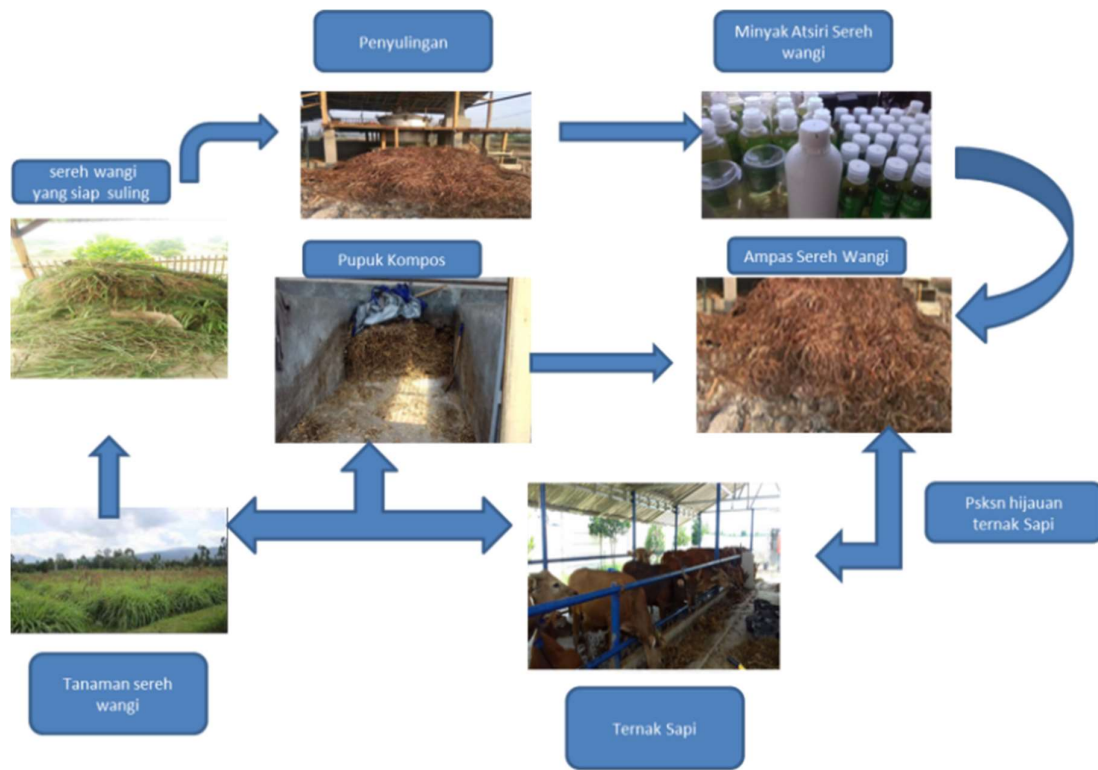 Penyulingan
Minyak Atsiri Sereh
wangi
sereh wangi
yang siap suling
Pupuk Kompos
Ampas Sereh Wangi
Psksn hijauan
ternak Sapi
Tanaman sereh
wangi
Ternak Sapi